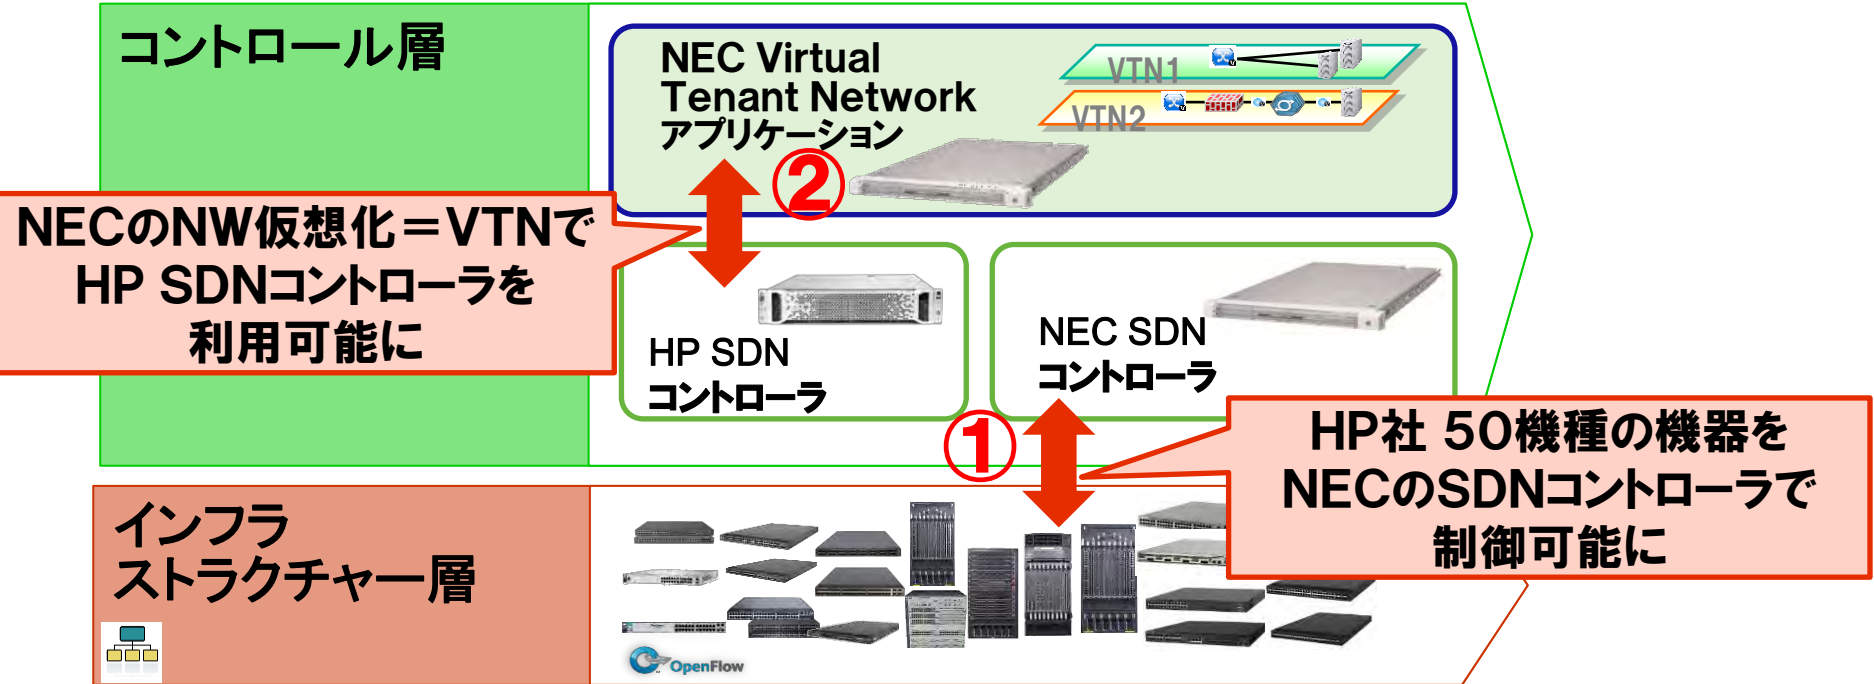 コントロール層
NEC Virtual
Tenant Network
アプリケーション
VTN1
VTN2
②
NECのNW仮想化＝VTNで
HP SDNコントローラを
利用可能に
HP SDN
コントローラ
NEC SDN
コントローラ
①
HP社 50機種の機器を
NECのSDNコントローラで
制御可能に
インフラ
ストラクチャー層
OpenFlow